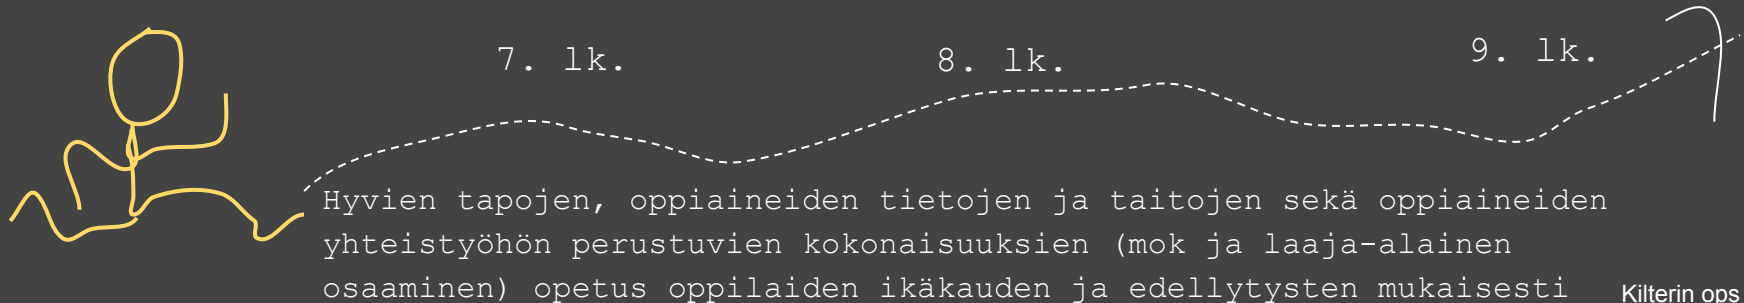 7. lk.
8. lk.
9. lk.
Hyvien tapojen, oppiaineiden tietojen ja taitojen sekä oppiaineiden
yhteistyöhön perustuvien kokonaisuuksien (mok ja laaja-alainen
osaaminen) opetus oppilaiden ikäkauden ja edellytysten mukaisesti
Kilterin ops